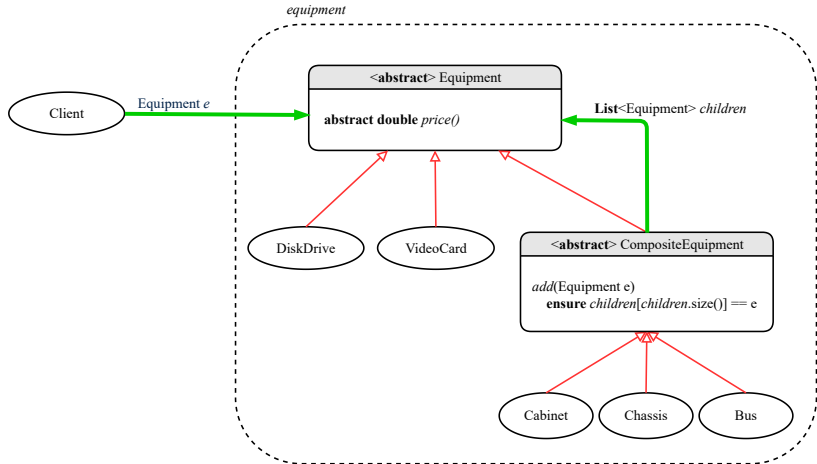 equipment
<abstract> Equipment
Client
Equipment e
abstract double price()
List<Equipment> children
DiskDrive
VideoCard
<abstract> CompositeEquipment
add(Equipment e)
ensure children[children.size()] == e
Cabinet
Chassis
Bus